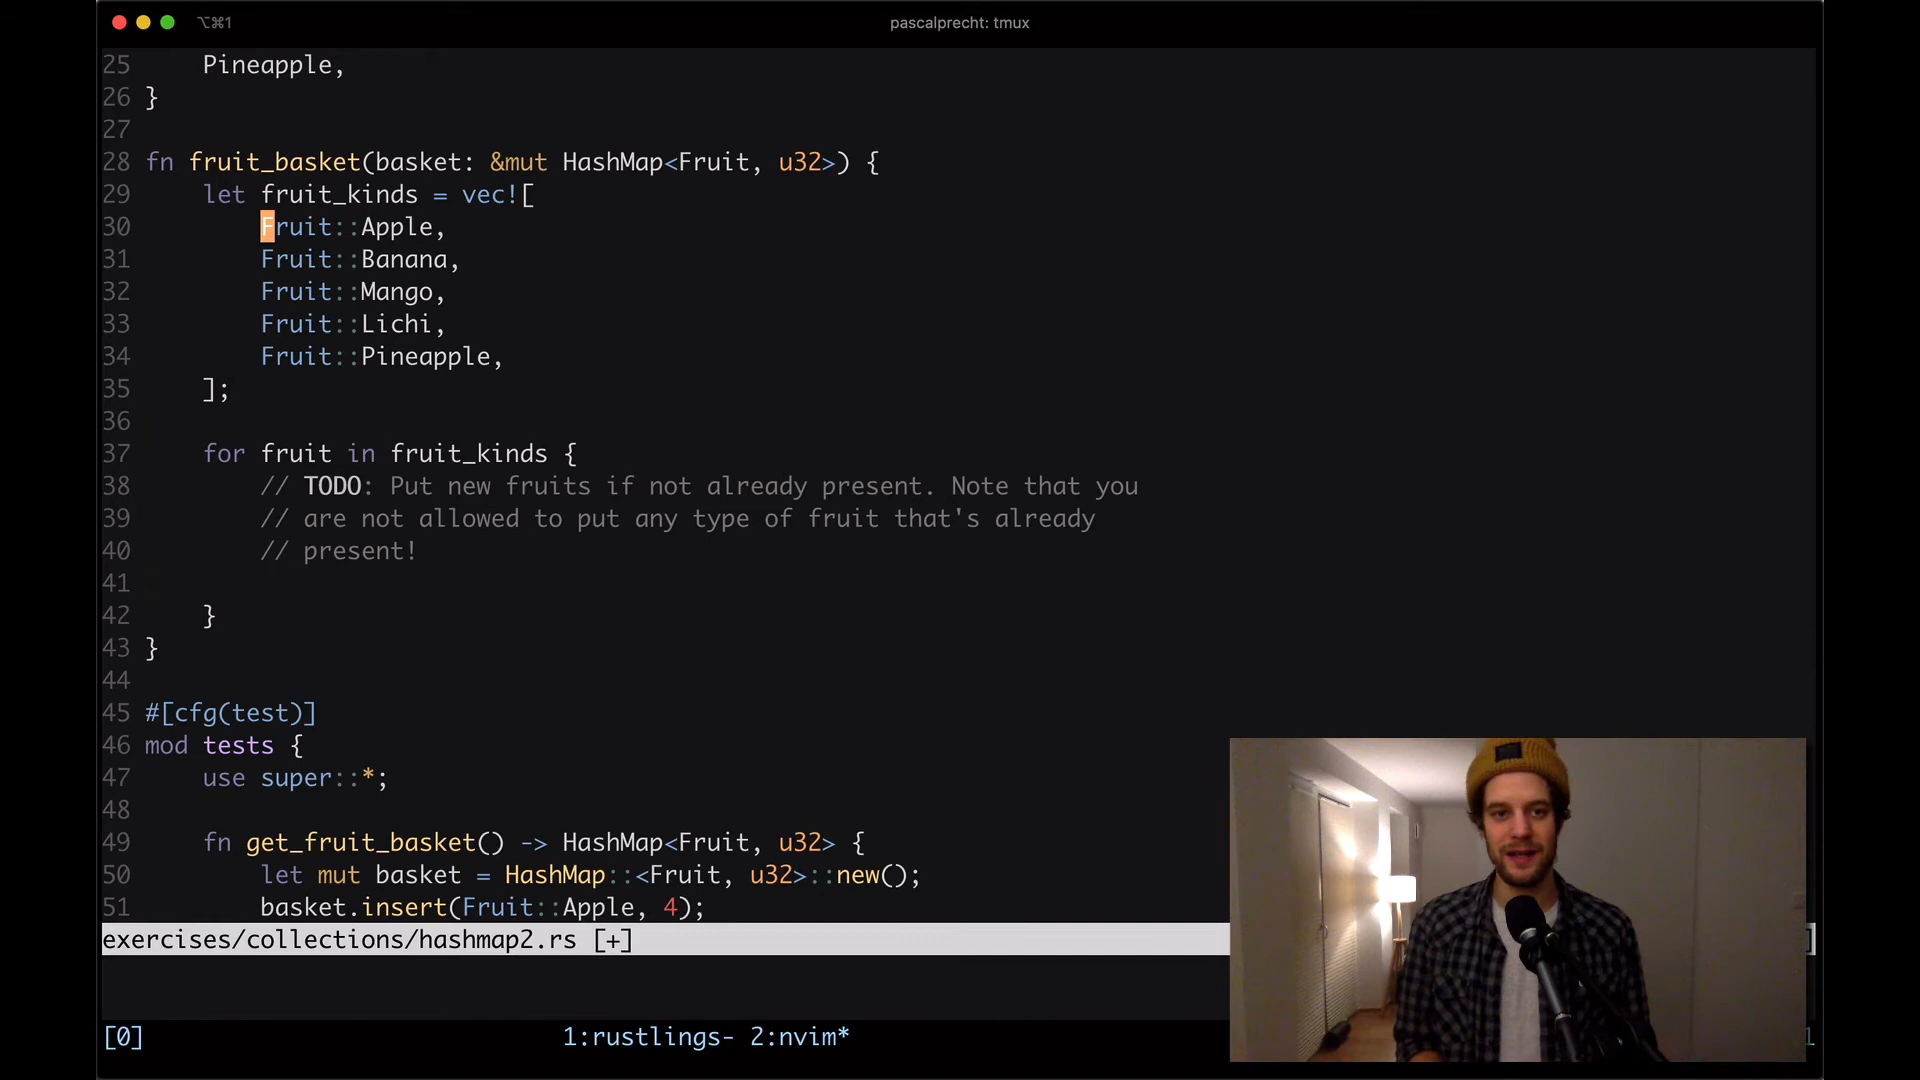 ⌥⌘1
pascalprecht: tmux
25     Pineapple,
26 }
27
28 fn fruit_basket(basket: &mut HashMap<Fruit, u32>) {
29     let fruit_kinds = vec![
30         Fruit::Apple,
31         Fruit::Banana,
32         Fruit::Mango,
33         Fruit::Lichi,
34         Fruit::Pineapple,
35     ];
36
37     for fruit in fruit_kinds {
38         // TODO: Put new fruits if not already present. Note that you
39         // are not allowed to put any type of fruit that's already
40         // present!
41
42     }
43 }
44
45 #[cfg(test)]
46 mod tests {
47     use super::*;
48
49     fn get_fruit_basket() -> HashMap<Fruit, u32> {
50         let mut basket = HashMap::<Fruit, u32>::new();
51         basket.insert(Fruit::Apple, 4);
exercises/collections/hashmap2.rs [+]
[0] 1:rustlings- 2:nvim*